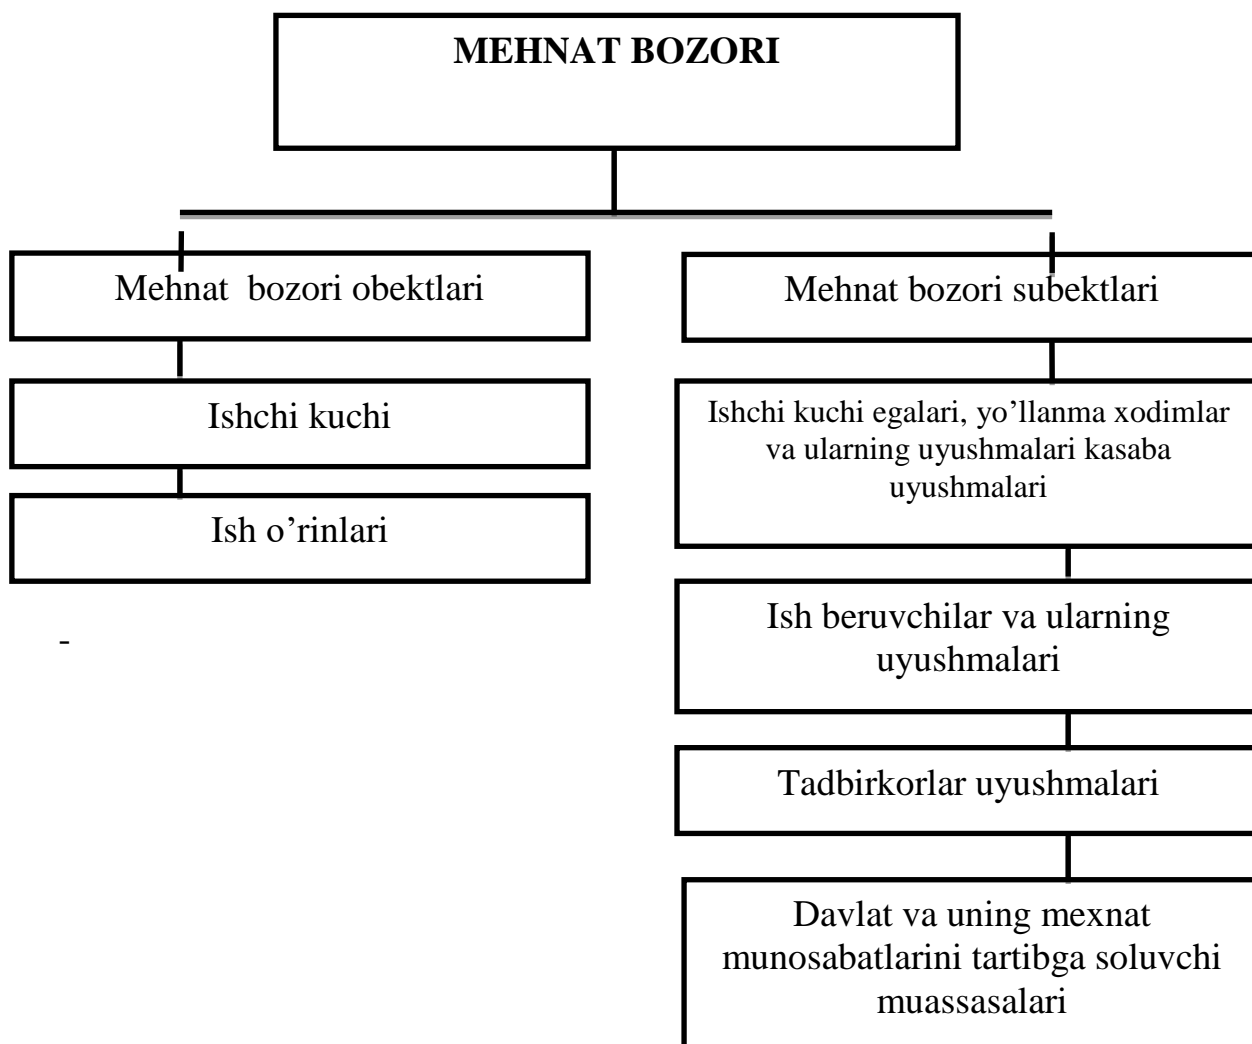 MEHNAT BOZORI
Mehnat bozori obektlari
Ishchi kuchi
Ish o’rinlari
-
Mehnat bozori subektlari
Ishchi kuchi egalari, yo’llanma xodimlar
va ularning uyushmalari kasaba
uyushmalari
Ish beruvchilar va ularning
uyushmalari
Tadbirkorlar uyushmalari
Davlat va uning mexnat
munosabatlarini tartibga soluvchi
muassasalari